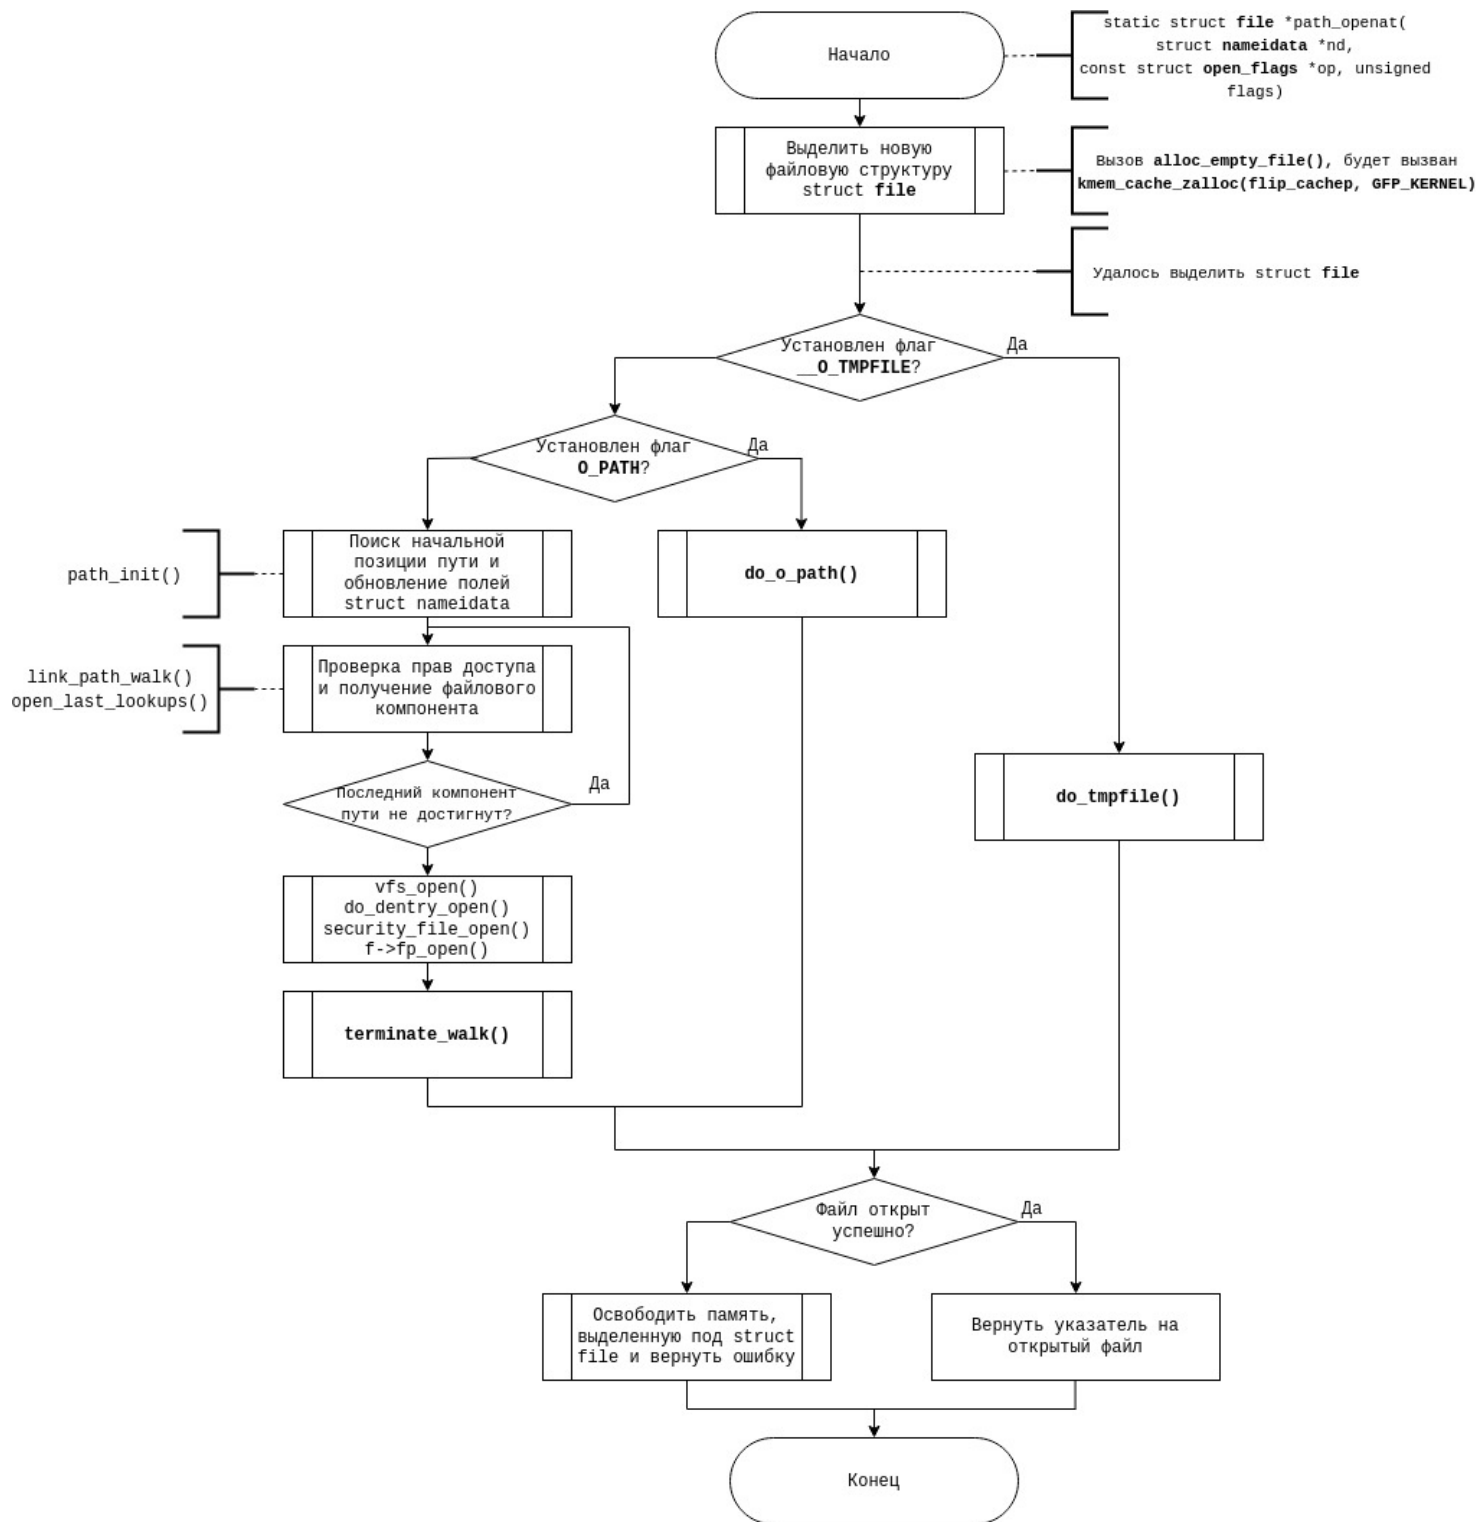 Начало
static struct file *path_openat(
struct nameidata *nd,
const struct open_flags *op, unsigned
flags)
Выделить новую
файловую структуру
struct file
Вызов alloc_empty_file(), будет вызван
kmem_cache_zalloc(flip_cachep, GFP_KERNEL)
Удалось выделить struct file
Установлен флаг
__O_TMPFILE?
Да
Установлен флаг
O_PATH?
Да
path_init()
Поиск начальной
позиции пути и
обновление полей
struct nameidata
do_o_path()
link_path_walk()
open_last_lookups()
Проверка прав доступа
и получение файлового
компонента
Последний компонент
пути не достигнут?
Да
do_tmpfile()
vfs_open()
do_dentry_open()
security_file_open()
f->fp_open()
terminate_walk()
Файл открыт
успешно?
Да
Освободить память,
выделенную под struct
file и вернуть ошибку
Вернуть указатель на
открытый файл
Конец